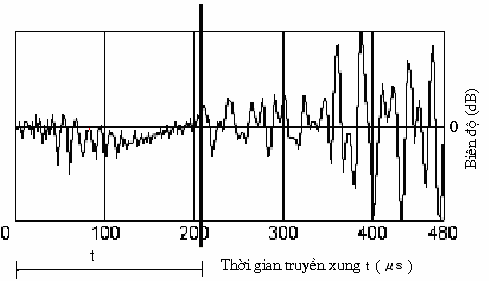 0
Biên độ (dB)
0 100 200 300 400 480
t
Thời gian truyền xung t ( μs )